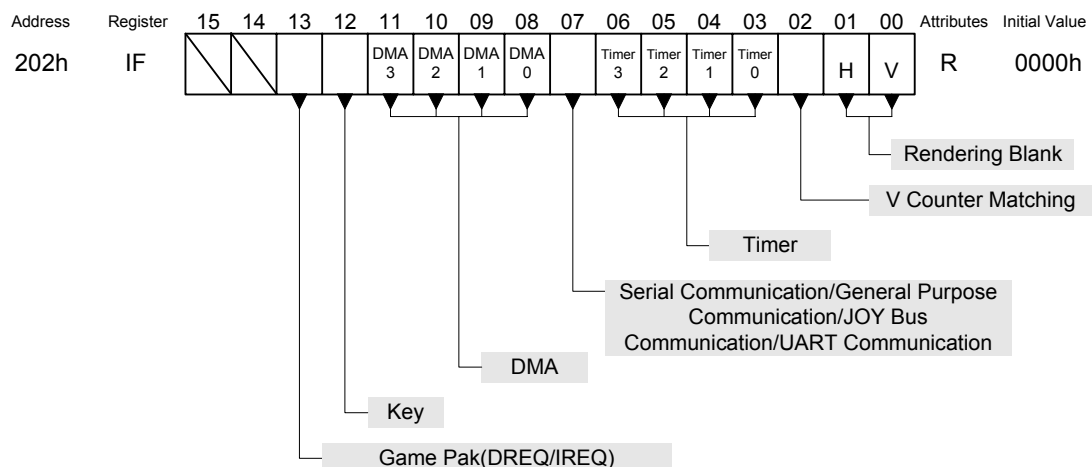 Address Register 15 14 13 12 11 10 09 08 07 06 05 04 03 02 01 00 Attributes Initial Value
202h IF DMA 3 DMA 2 DMA 1 DMA 0 Timer 3 Timer 2 Timer 1 Timer 0 H V R 0000h
Rendering Blank
V Counter Matching
Timer
Serial Communication/General Purpose
Communication/JOY Bus
Communication/UART Communication
DMA
Key
Game Pak(DREQ/IREQ)